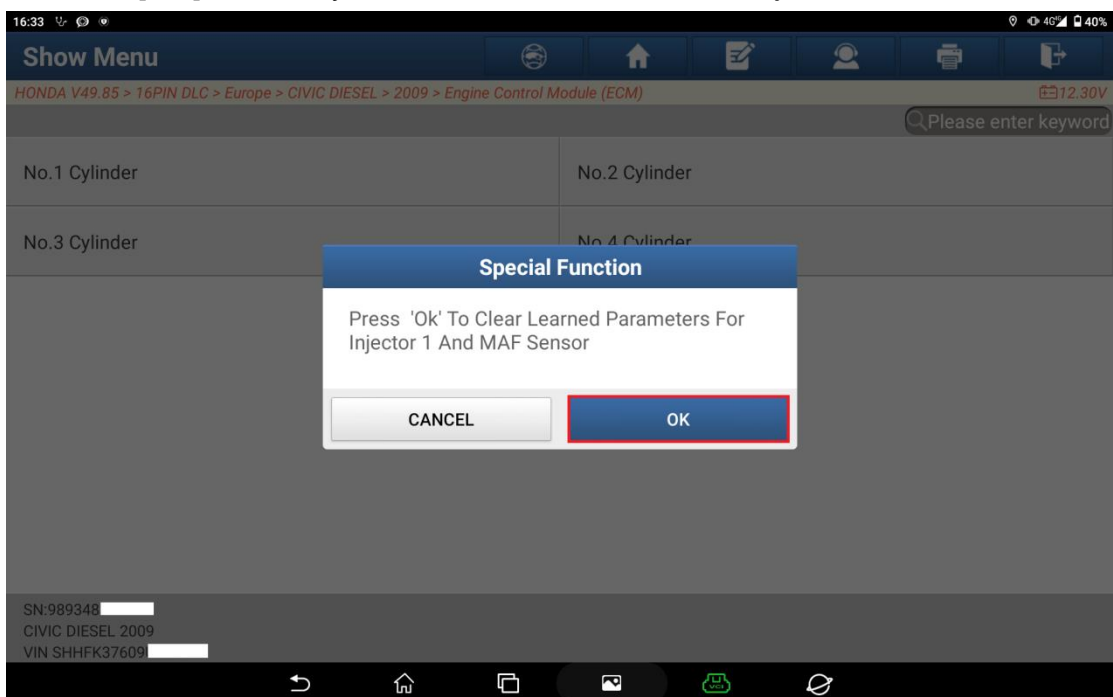 16:33 4G 40%
Show Menu
HONDA V49.85 > 16PIN DLC > Europe > CIVIC DIESEL > 2009 > Engine Control Module (ECM) 12.30V
Please enter keyword
No.1 Cylinder No.2 Cylinder
No.3 Cylinder No.4 Cylinder
Special Function
Press 'Ok' To Clear Learned Parameters For
Injector 1 And MAF Sensor
CANCEL OK
SN:989348
CIVIC DIESEL 2009
VIN SHHFK37609
VCI